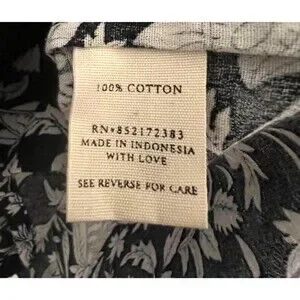 100% COTTON
RN*852172383
MADE IN INDONESIA
WITH LOVE
SEE REVERSE FOR CARE